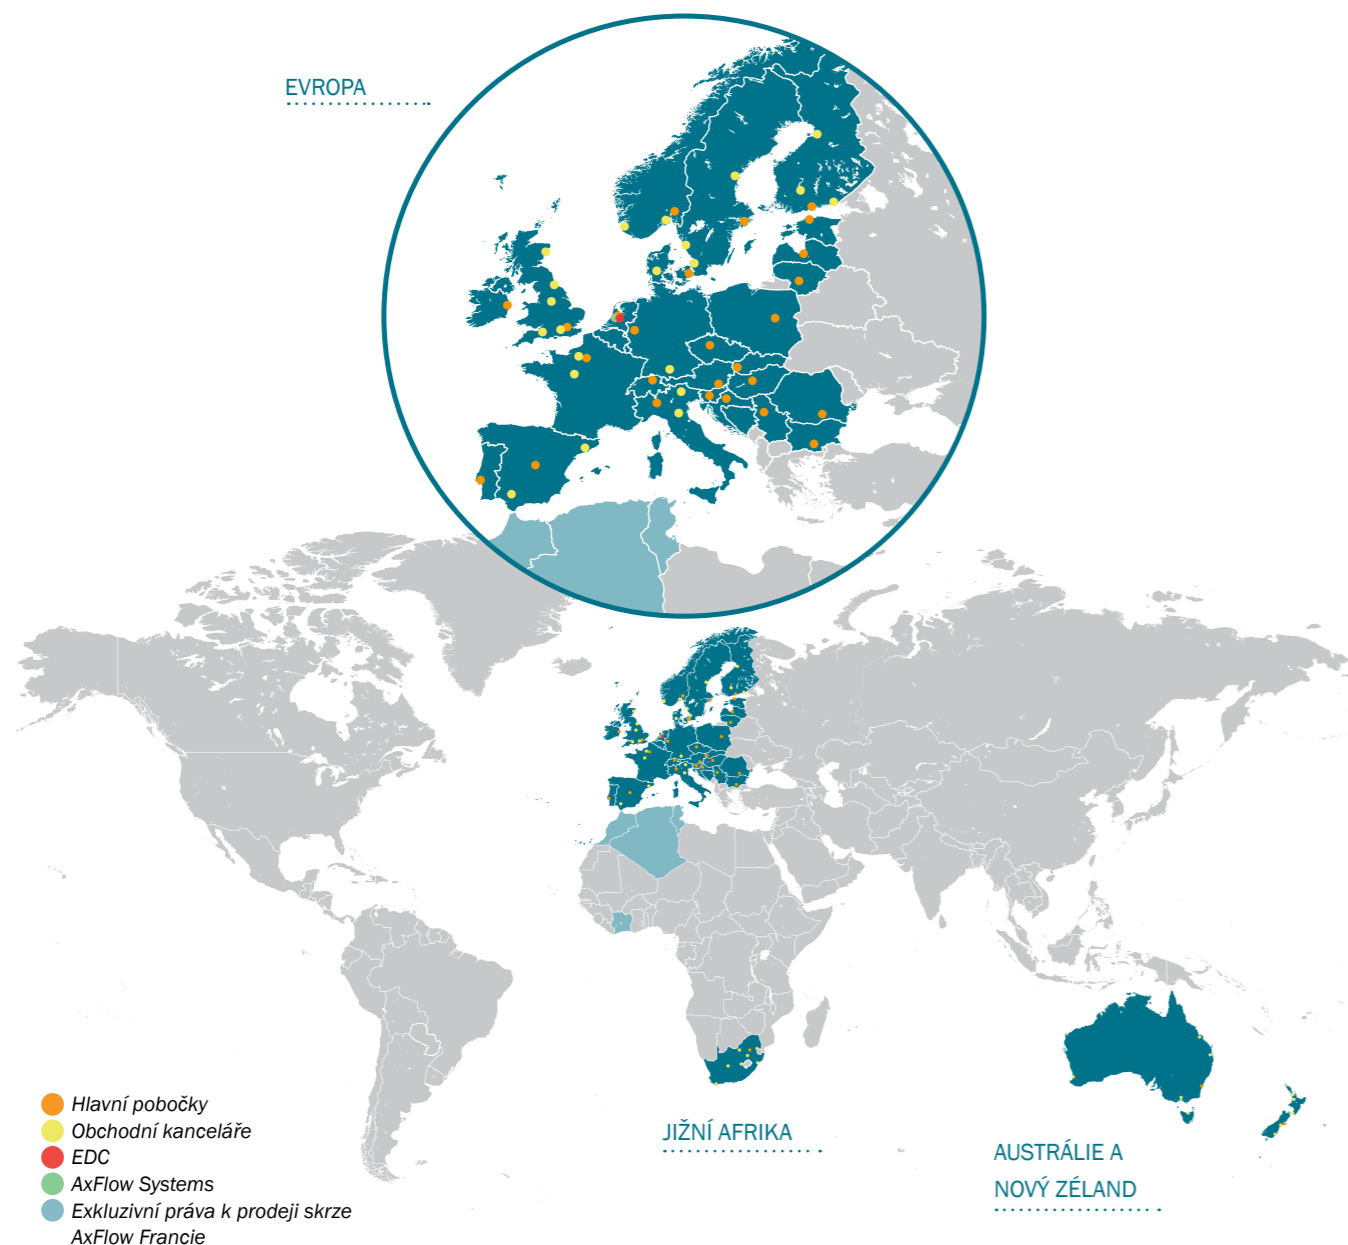 EVROPA
Hlavní pobočky
Obchodní kanceláře
EDC
AxFlow Systems
Exkluzivní práva k prodeji skrze
AxFlow Francie
JIŽNÍ AFRIKA
AUSTRÁLIE A
NOVÝ ZÉLAND